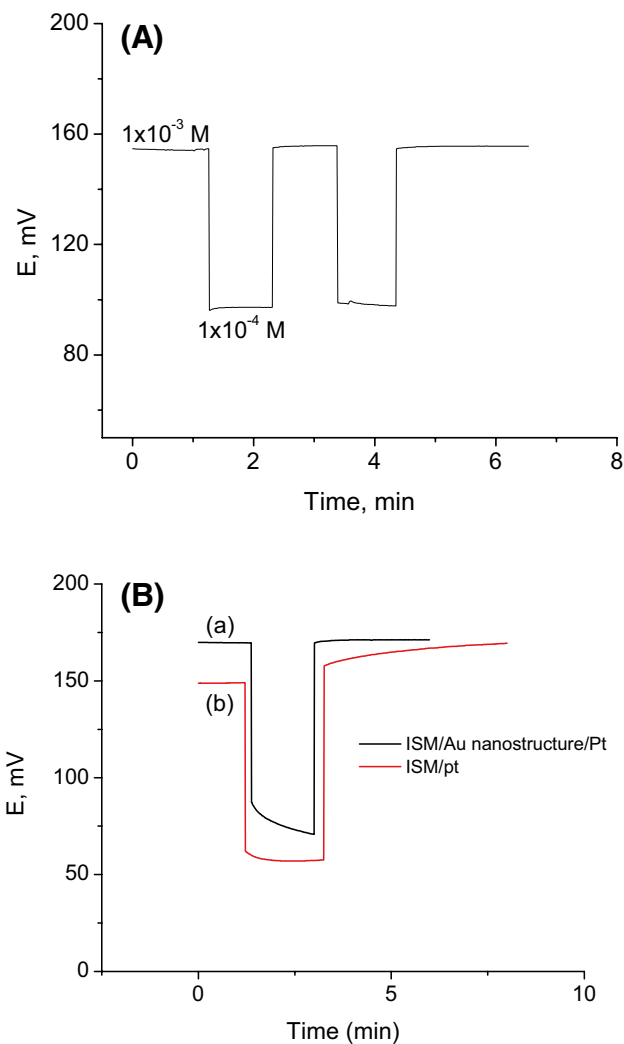 (A)
200
160
120
80
E, mV
1x10⁻³ M
1x10⁻⁴ M
0
2
4
6
8
Time, min
(B)
200
150
100
50
0
E, mV
(a)
(b)
ISM/Au nanostructure/Pt
ISM/pt
0
5
10
Time (min)